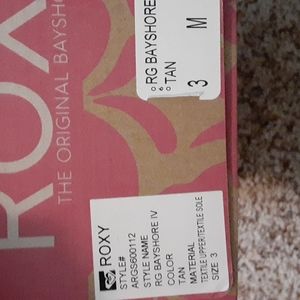 ROX
THE ORIGINAL BAYSHO
RG BAYSHORE
TAN
3 M
ROXY
STYLE#
ARGS600112
STYLE NAME
RG BAYSHORE IV
COLOR
TAN
MATERIAL
TEXTILE UPPER/TEXTILE SOLE
SIZE 3